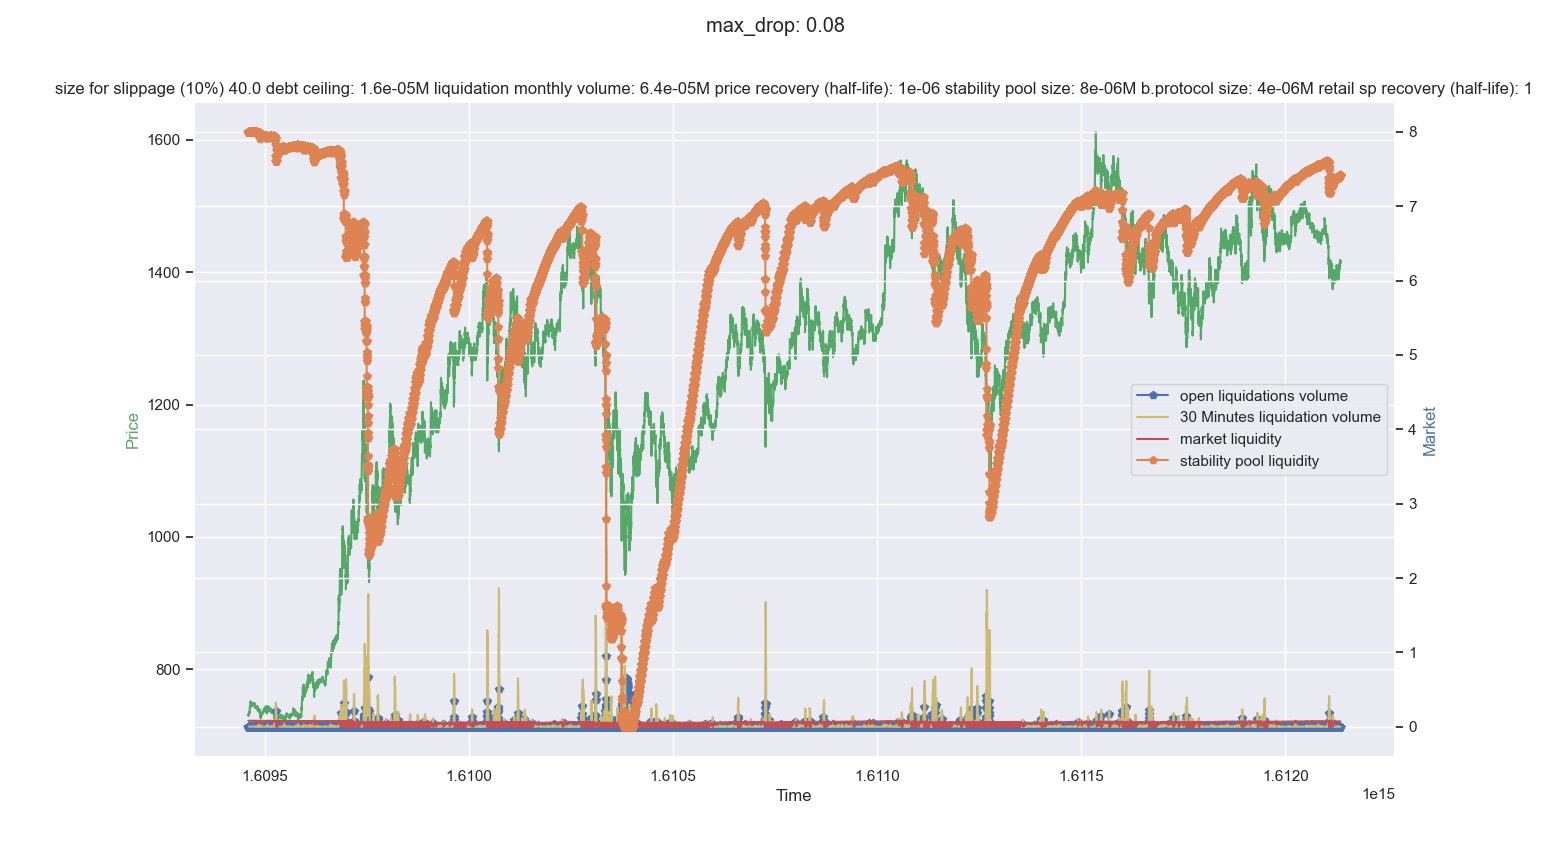 max_drop: 0.08
size for slippage (10%) 40.0 debt ceiling: 1.6e-05M liquidation monthly volume: 6.4e-05M price recovery (half-life): 1e-06 stability pool size: 8e-06M b.protocol size: 4e-06M retail sp recovery (half-life): 1
1600
1400
1200
1000
800
Price
8
7
6
5
4
3
2
1
0
Market
open liquidations volume
30 Minutes liquidation volume
market liquidity
stability pool liquidity
1.6095
1.6100
1.6105
1.6110
1.6115
1.6120
1e15
Time